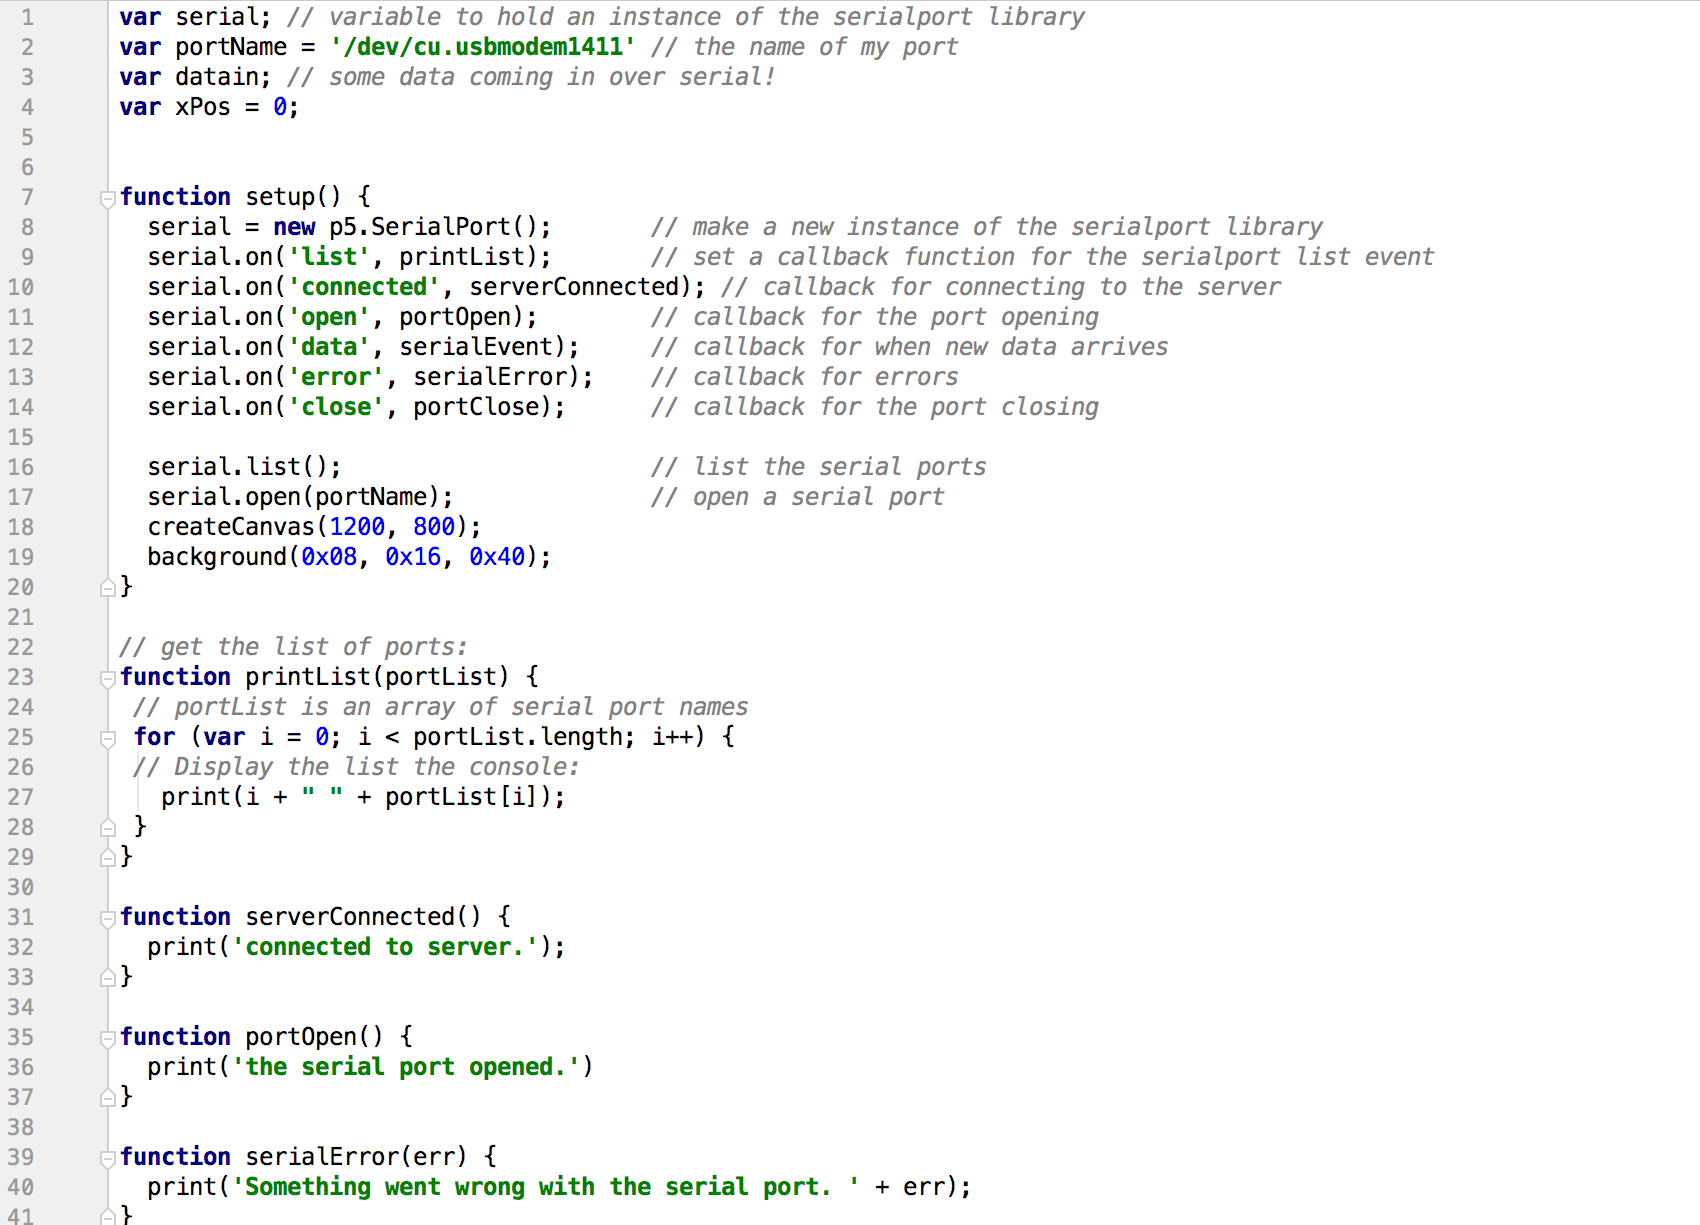 1 var serial; // variable to hold an instance of the serialport library
2 var portName = '/dev/cu.usbmodem1411' // the name of my port
3 var datain; // some data coming in over serial!
4 var xPos = 0;
5
6
7 function setup() {
8   serial = new p5.SerialPort();       // make a new instance of the serialport library
9   serial.on('list', printList);       // set a callback function for the serialport list event
10   serial.on('connected', serverConnected); // callback for connecting to the server
11   serial.on('open', portOpen);        // callback for the port opening
12   serial.on('data', serialEvent);     // callback for when new data arrives
13   serial.on('error', serialError);    // callback for errors
14   serial.on('close', portClose);      // callback for the port closing
15
16   serial.list();                      // list the serial ports
17   serial.open(portName);              // open a serial port
18   createCanvas(1200, 800);
19   background(0x08, 0x16, 0x40);
20 }
21
22 // get the list of ports:
23 function printList(portList) {
24  // portList is an array of serial port names
25  for (var i = 0; i < portList.length; i++) {
26  // Display the list the console:
27    print(i + " " + portList[i]);
28  }
29 }
30
31 function serverConnected() {
32   print('connected to server.');
33 }
34
35 function portOpen() {
36   print('the serial port opened.')
37 }
38
39 function serialError(err) {
40   print('Something went wrong with the serial port. ' + err);
41 }